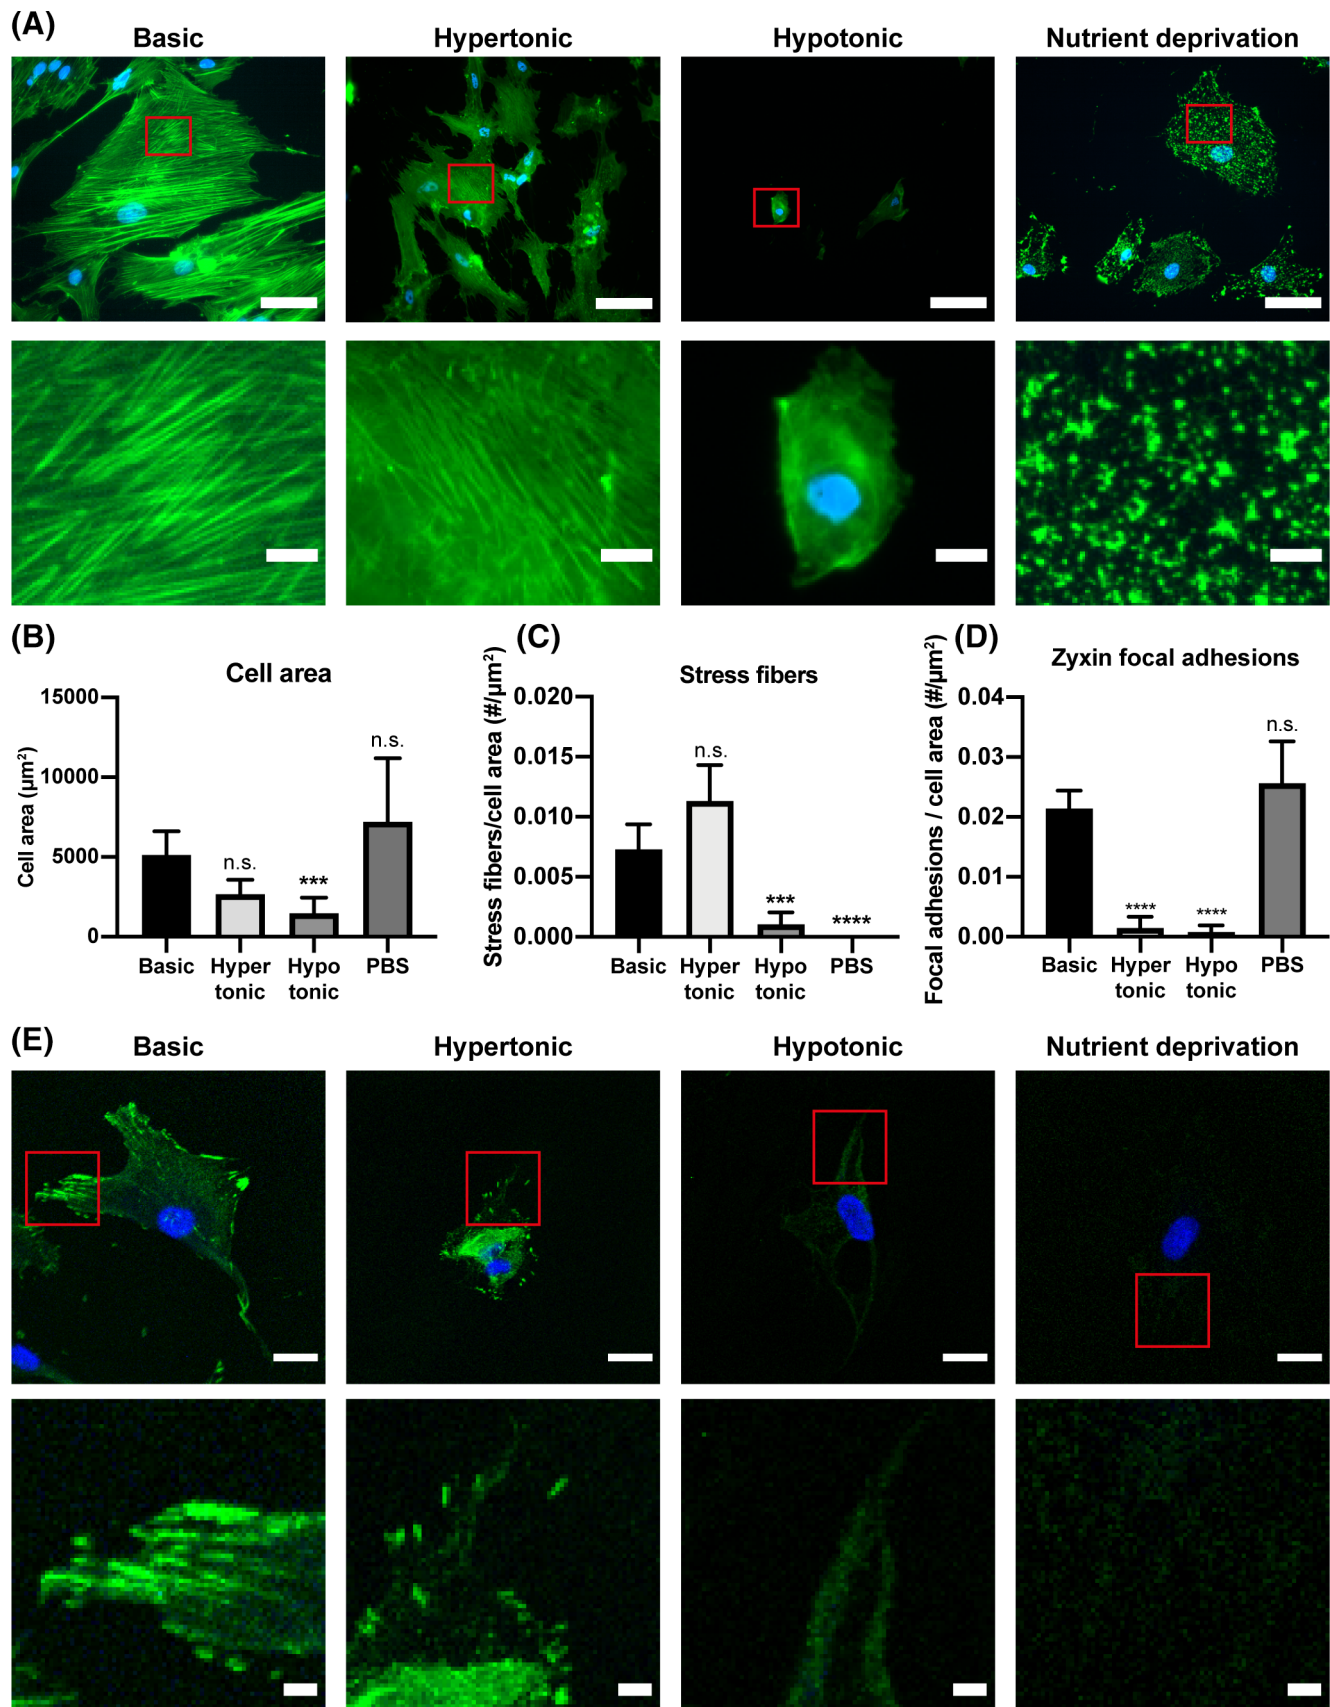 (A)
Basic
Hypertonic
Hypotonic
Nutrient deprivation
(B)
Cell area
Cell area (µm²)
15000
10000
5000
0
n.s.
***
n.s.
Basic
Hyper
tonic
Hypo
tonic
PBS
(C)
Stress fibers
Stress fibers/cell area (#/µm²)
0.020
0.015
0.010
0.005
0.000
n.s.
***
****
Basic
Hyper
tonic
Hypo
tonic
PBS
(D)
Zyxin focal adhesions
Focal adhesions / cell area (#/µm²)
0.04
0.03
0.02
0.01
0.00
****
****
n.s.
Basic
Hyper
tonic
Hypo
tonic
PBS
(E)
Basic
Hypertonic
Hypotonic
Nutrient deprivation